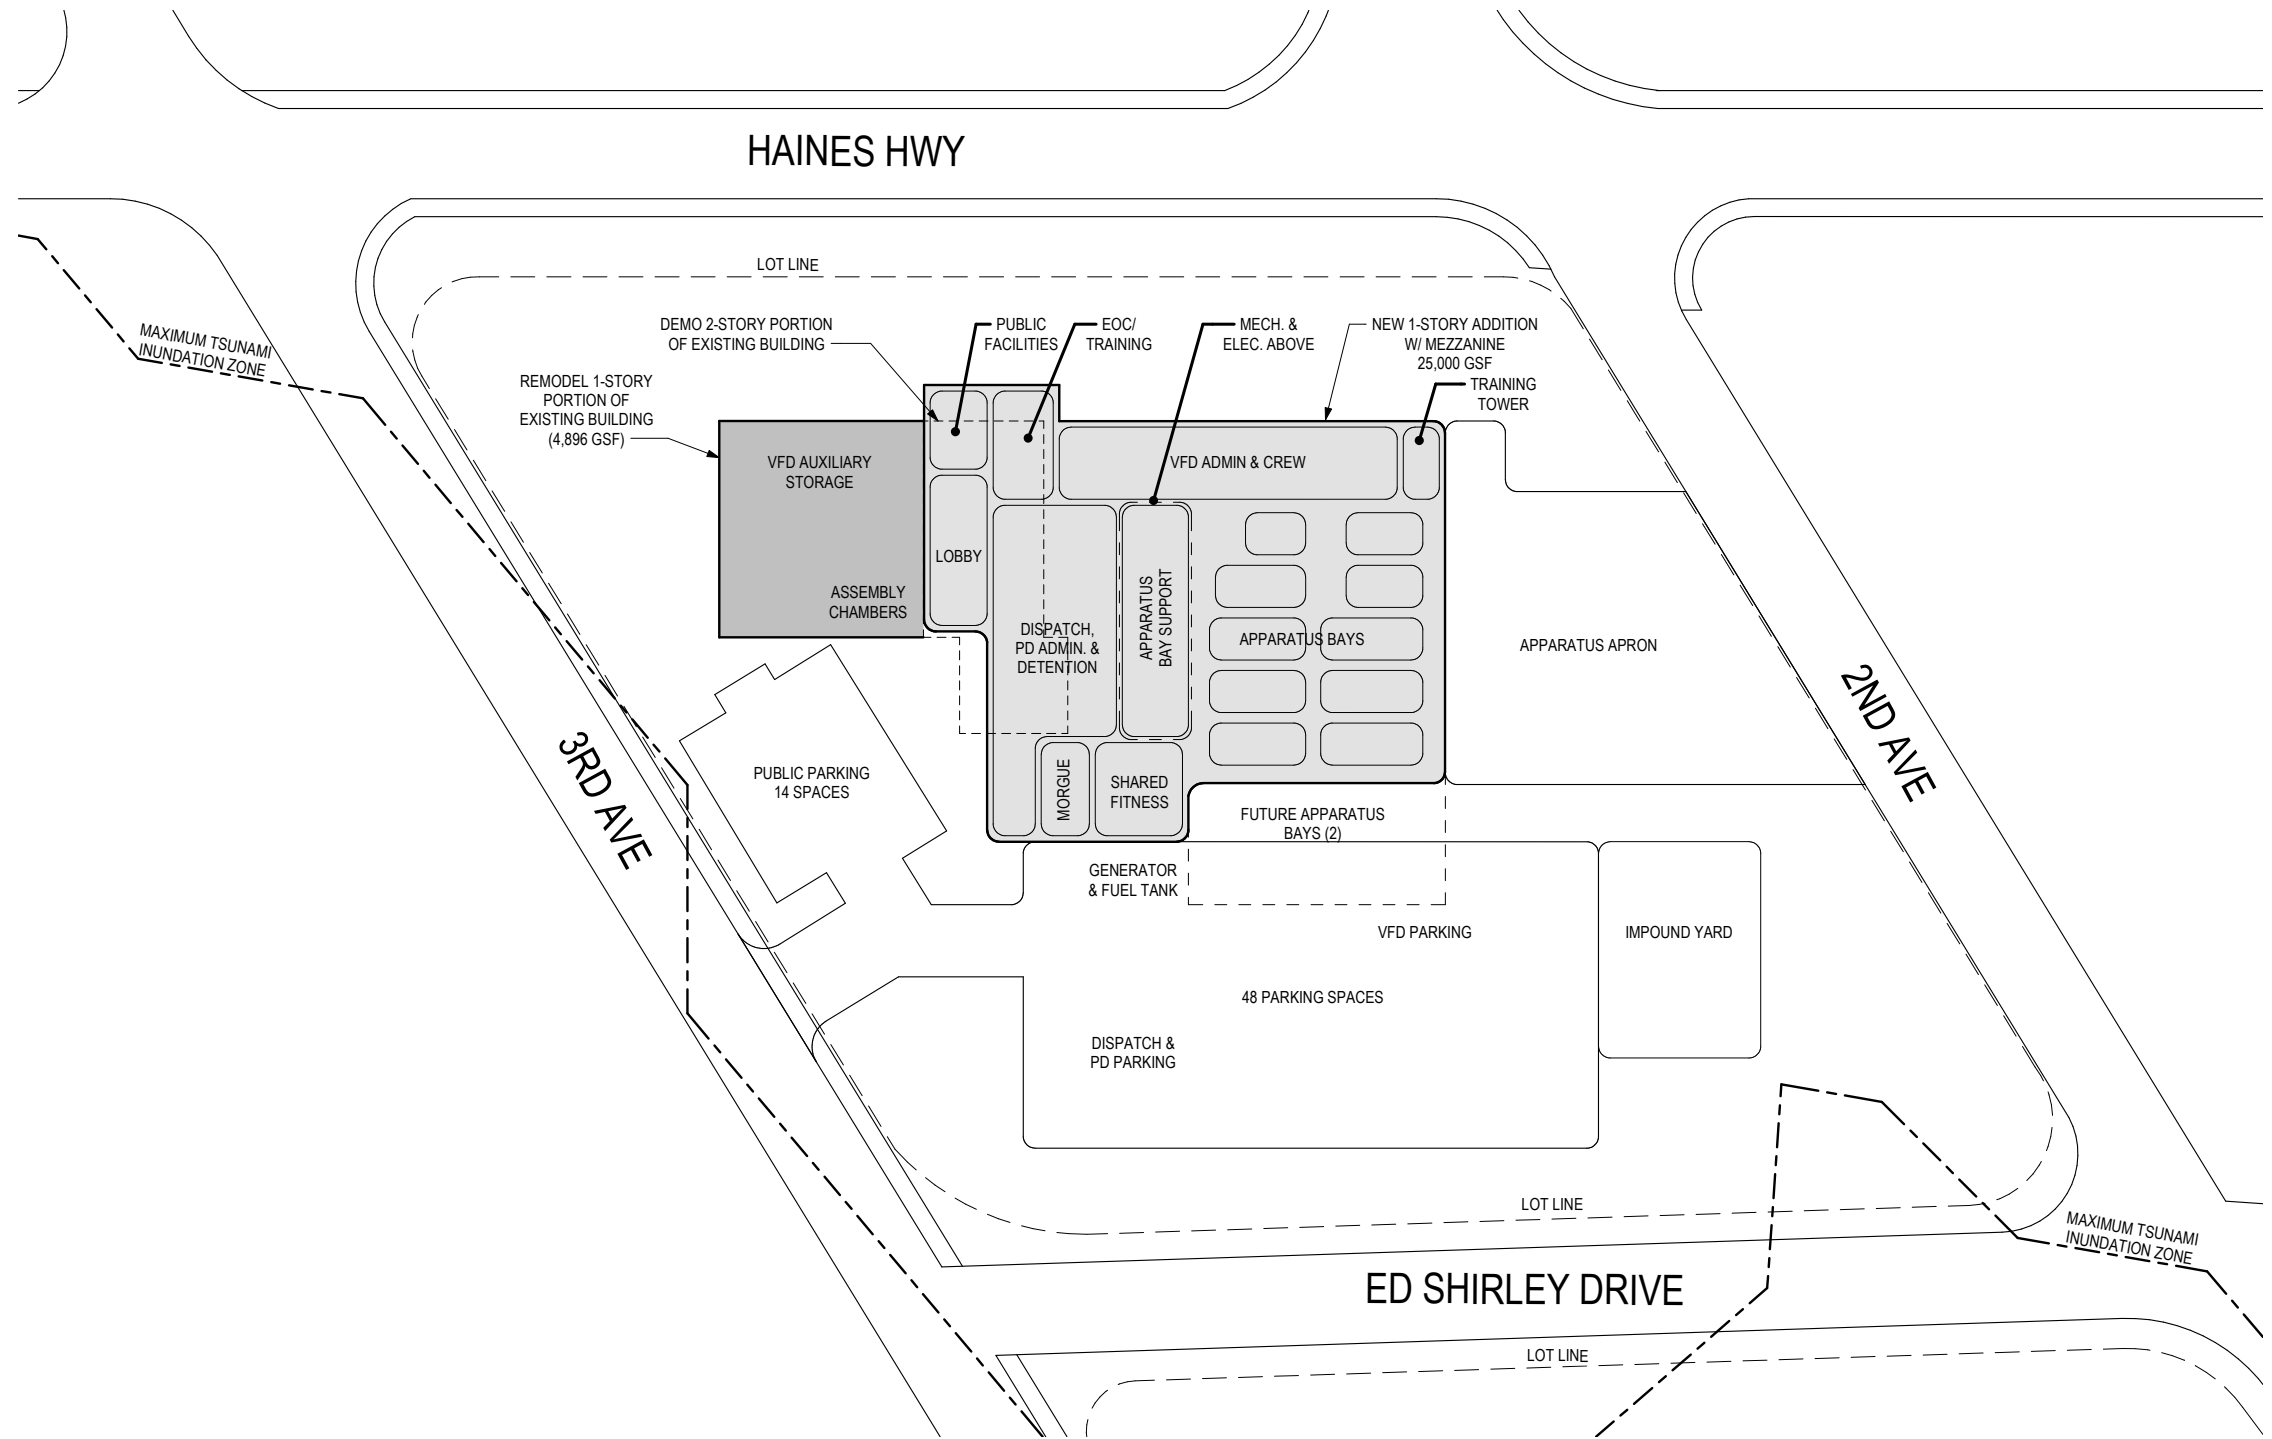 HAINES HWY
LOT LINE
MAXIMUM TSUNAMI
INUNDATION ZONE
DEMO 2-STORY PORTION
OF EXISTING BUILDING
PUBLIC
FACILITIES
EOC/
TRAINING
MECH. &
ELEC. ABOVE
NEW 1-STORY ADDITION
W/ MEZZANINE
25,000 GSF
TRAINING
TOWER
REMODEL 1-STORY
PORTION OF
EXISTING BUILDING
(4,896 GSF)
VFD AUXILIARY
STORAGE
VFD ADMIN & CREW
LOBBY
ASSEMBLY
CHAMBERS
DISPATCH,
PD ADMIN. &
DETENTION
APPARATUS
BAY SUPPORT
APPARATUS BAYS
APPARATUS APRON
2ND AVE
3RD AVE
PUBLIC PARKING
14 SPACES
MORGUE
SHARED
FITNESS
FUTURE APPARATUS
BAYS (2)
GENERATOR
& FUEL TANK
VFD PARKING
IMPOUND YARD
48 PARKING SPACES
DISPATCH &
PD PARKING
LOT LINE
MAXIMUM TSUNAMI
INUNDATION ZONE
ED SHIRLEY DRIVE
LOT LINE